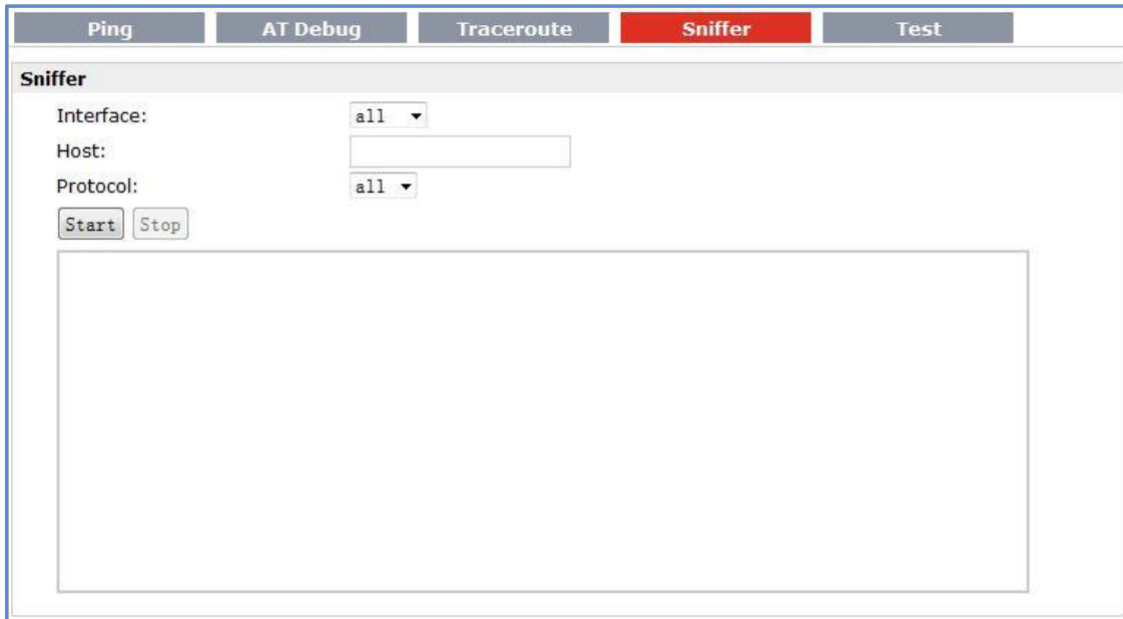 Ping AT Debug Traceroute Sniffer Test
Sniffer
Interface: all
Host:
Protocol: all
Start Stop